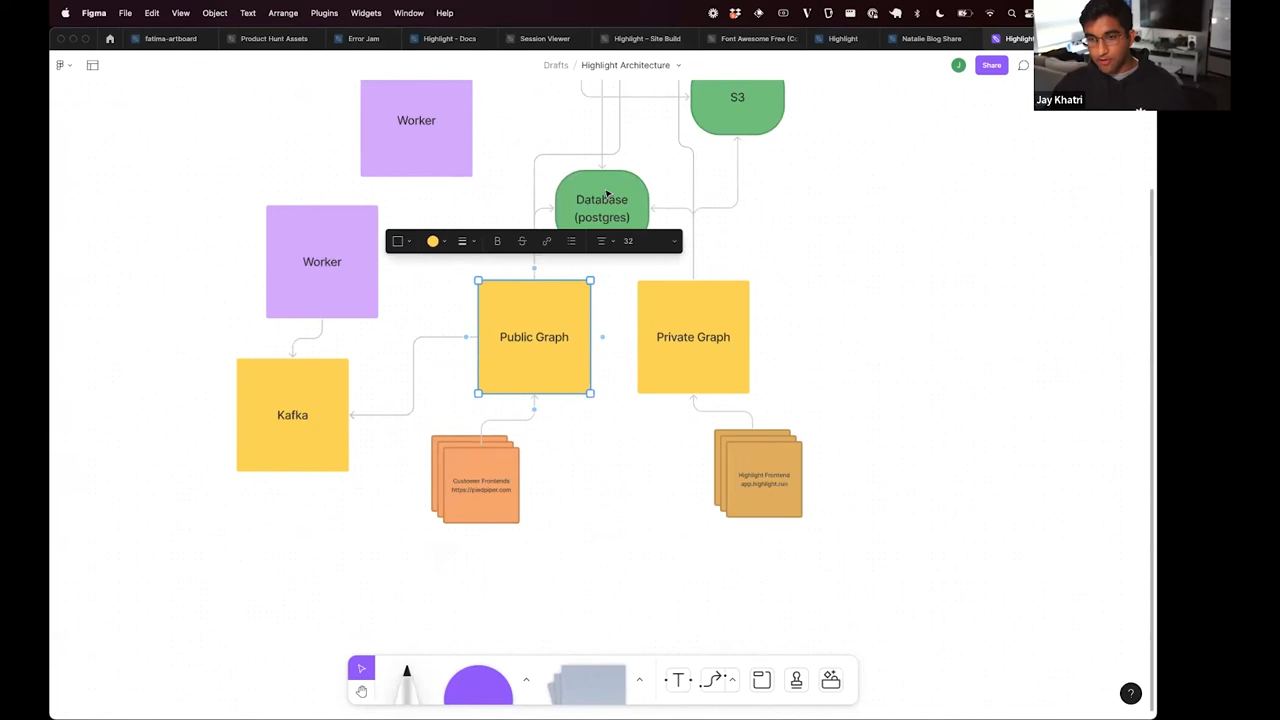 Figma File Edit View Object Text Arrange Plugins Widgets Window Help
fatima-artboard Product Hunt Assets Error Jam Highlight - Docs Session Viewer Highlight – Site Build Font Awesome Free (Co Highlight Natalie Blog Share Highlight
Drafts / Highlight Architecture
J
Share
Jay Khatri
Worker
S3
Database
(postgres)
B
S
32
Worker
Public Graph
Private Graph
Kafka
Customer Frontends
https://piedpiper.com
Highlight Frontend
app.highlight.run
T
?